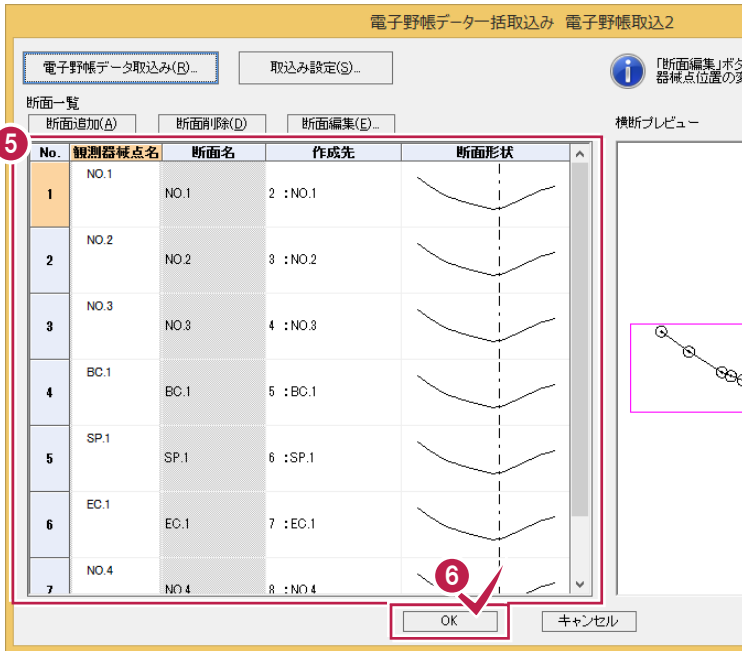 電子野帳データ一括取込み 電子野帳取込2
電子野帳データ取込み(R)... 取込み設定(S)...
「断面編集」ボタ
器械点位置の変
断面一覧
断面追加(A) 断面削除(D) 断面編集(E)...
横断プレビュー
5
No. 観測器械点名 断面名 作成先 断面形状
1 NO.1 NO.1 2 :NO.1
2 NO.2 NO.2 3 :NO.2
3 NO.3 NO.3 4 :NO.3
4 BC.1 BC.1 5 :BC.1
5 SP.1 SP.1 6 :SP.1
6 EC.1 EC.1 7 :EC.1
7 NO.4 NO.4 8 :NO.4
6
OK キャンセル